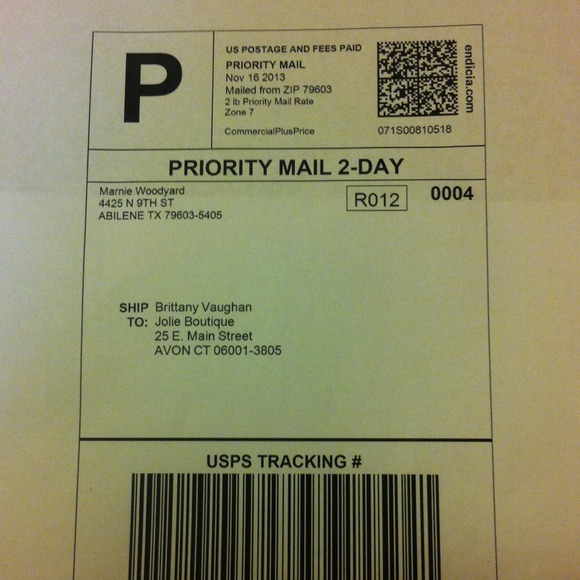 P
US POSTAGE AND FEES PAID
PRIORITY MAIL
Nov 16 2013
Mailed from ZIP 79603
2 lb Priority Mail Rate
Zone 7
CommercialPlusPrice
endicia.com
071S00810518
PRIORITY MAIL 2-DAY
Marnie Woodyard
4425 N 9TH ST
ABILENE TX 79603-5405
R012
0004
SHIP TO:
Brittany Vaughan
Jolie Boutique
25 E. Main Street
AVON CT 06001-3805
USPS TRACKING #